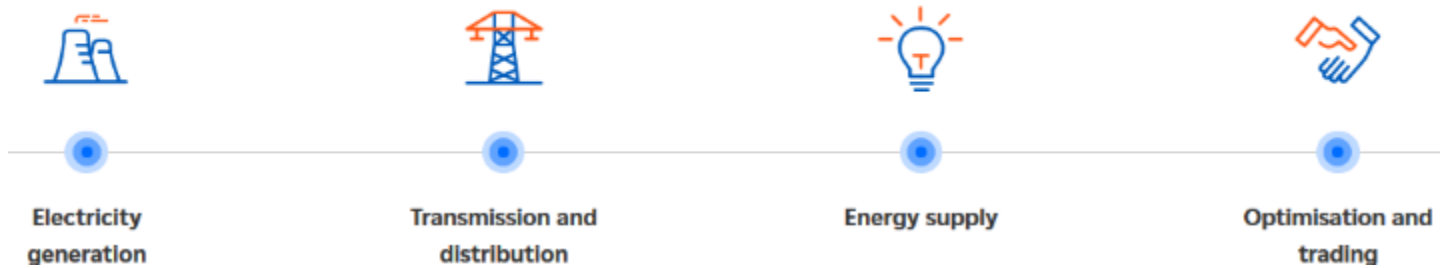 Electricity
generation
Transmission and
distribution
Energy supply
Optimisation and
trading